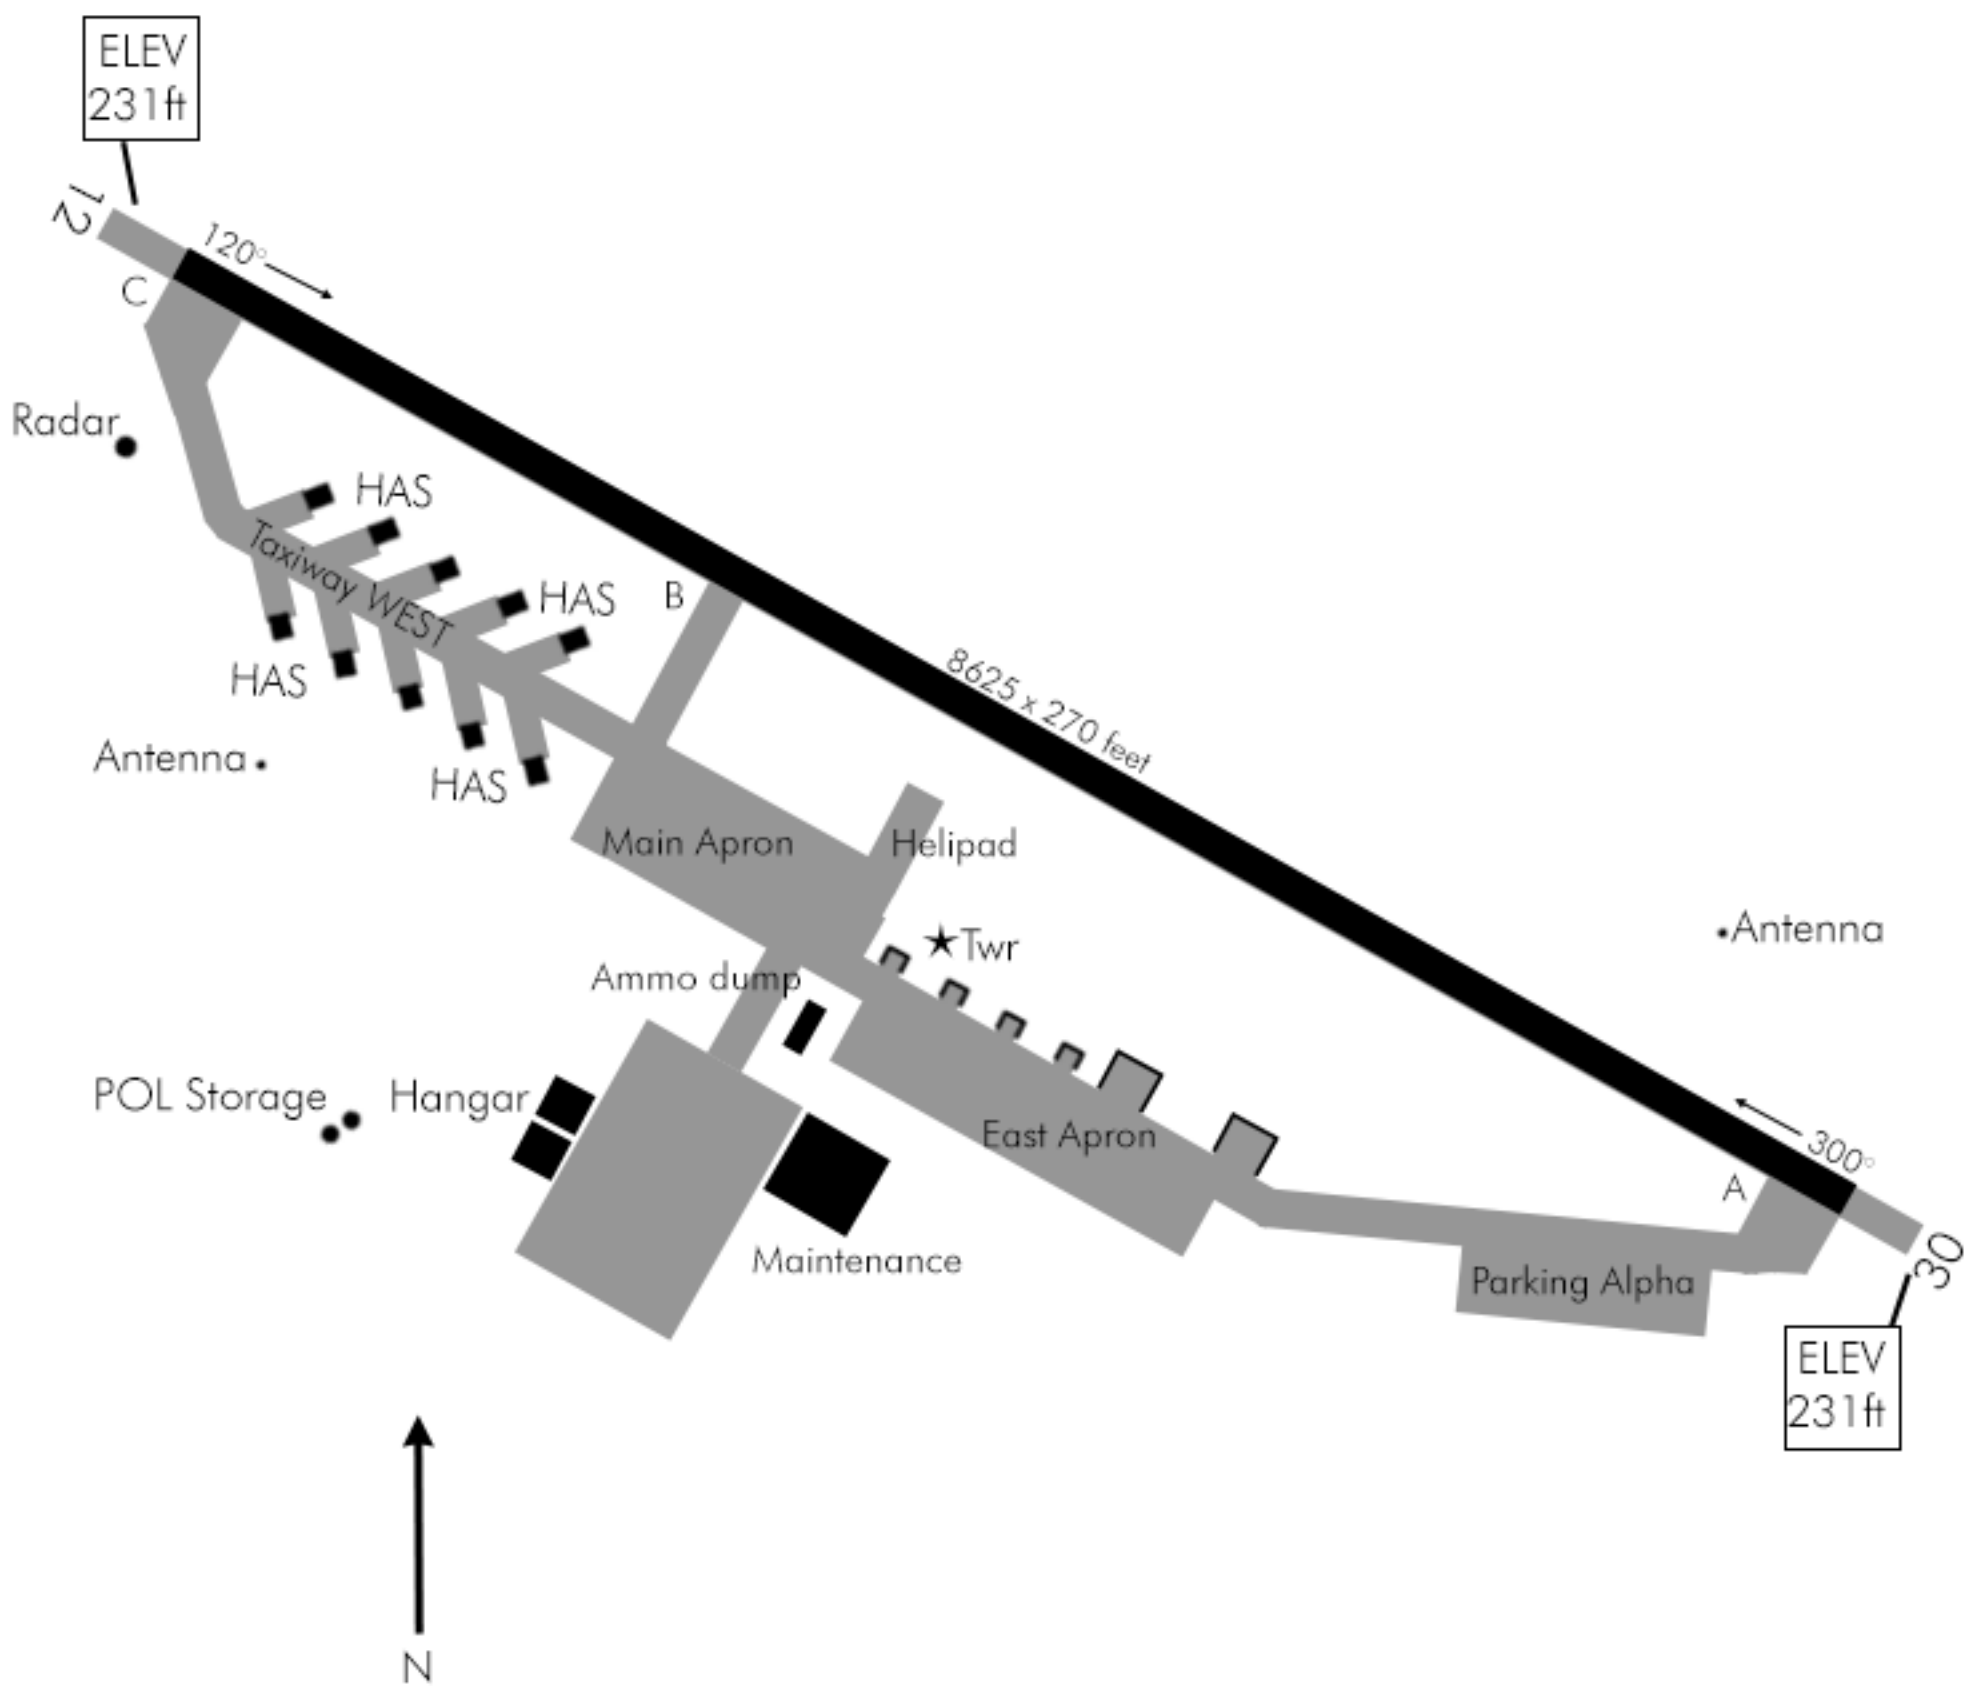 ELEV
231ft
12
120°
C
Radar
HAS
Taxiway WEST
HAS
B
HAS
8625 x 270 feet
Antenna
HAS
Main Apron
Helipad
Antenna
Twr
Ammo dump
POL Storage
Hangar
East Apron
300°
A
Maintenance
Parking Alpha
30
ELEV
231ft
N